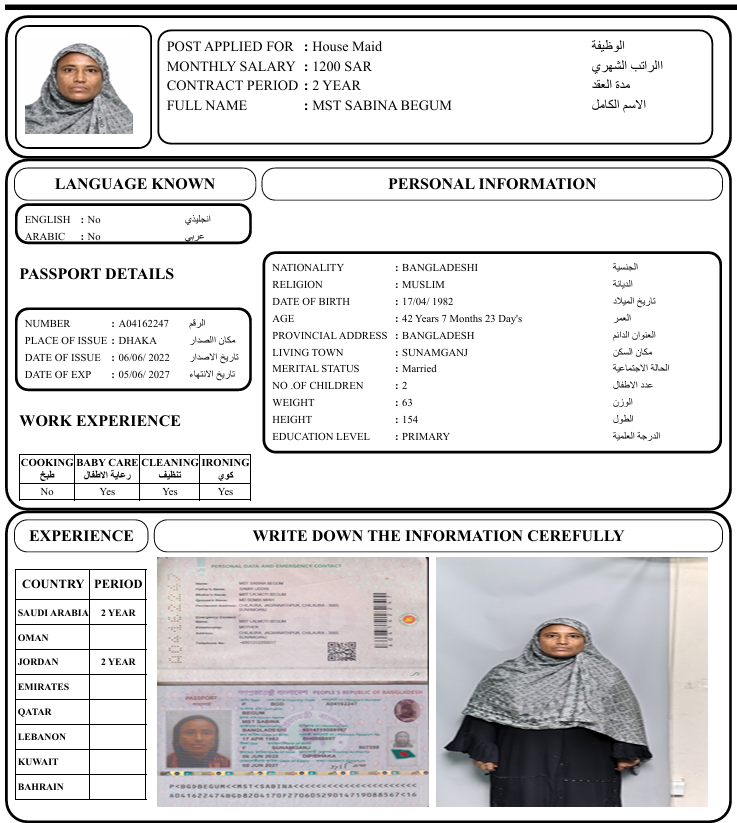 POST APPLIED FOR : House Maid الوظيفة
MONTHLY SALARY : 1200 SAR االراتب الشهري
CONTRACT PERIOD : 2 YEAR مدة العقد
FULL NAME : MST SABINA BEGUM الاسم الكامل
LANGUAGE KNOWN
ENGLISH : No انجليذي
ARABIC : No عربي
PASSPORT DETAILS
NUMBER : A04162247 الرقم
PLACE OF ISSUE : DHAKA مكان االصدار
DATE OF ISSUE : 06/06/ 2022 تاريخ الاصدار
DATE OF EXP : 05/06/ 2027 تاريخ الانتهاء
WORK EXPERIENCE
COOKING BABY CARE CLEANING IRONING
طبخ رعاية الاطفال تنظيف كوي
No Yes Yes Yes
PERSONAL INFORMATION
NATIONALITY : BANGLADESHI الجنسية
RELIGION : MUSLIM الديانة
DATE OF BIRTH : 17/04/ 1982 تاريخ الميلاد
AGE : 42 Years 7 Months 23 Day's العمر
PROVINCIAL ADDRESS : BANGLADESH العنوان الدائم
LIVING TOWN : SUNAMGANJ مكان السكن
MERITAL STATUS : Married الحالة الاجتماعية
NO .OF CHILDREN : 2 عدد الاطفال
WEIGHT : 63 الوزن
HEIGHT : 154 الطول
EDUCATION LEVEL : PRIMARY الدرجة العلمية
EXPERIENCE
COUNTRY PERIOD
SAUDI ARABIA 2 YEAR
OMAN
JORDAN 2 YEAR
EMIRATES
QATAR
LEBANON
KUWAIT
BAHRAIN
WRITE DOWN THE INFORMATION CEREFULLY
PERSONAL DATA AND EMERGENCY CONTACT
MST SABINA BEGUM
SUNAMGANJ
MOTHER
SUNAMGANJ
A04162247
PASSPORT PEOPLE'S REPUBLIC OF BANGLADESH
P BGD A04162247
BEGUM
MST SABINA
BANGLADESHI
17 APR 1982
F SUNAMGANJ
06 JUN 2022 DIP/DHAKA